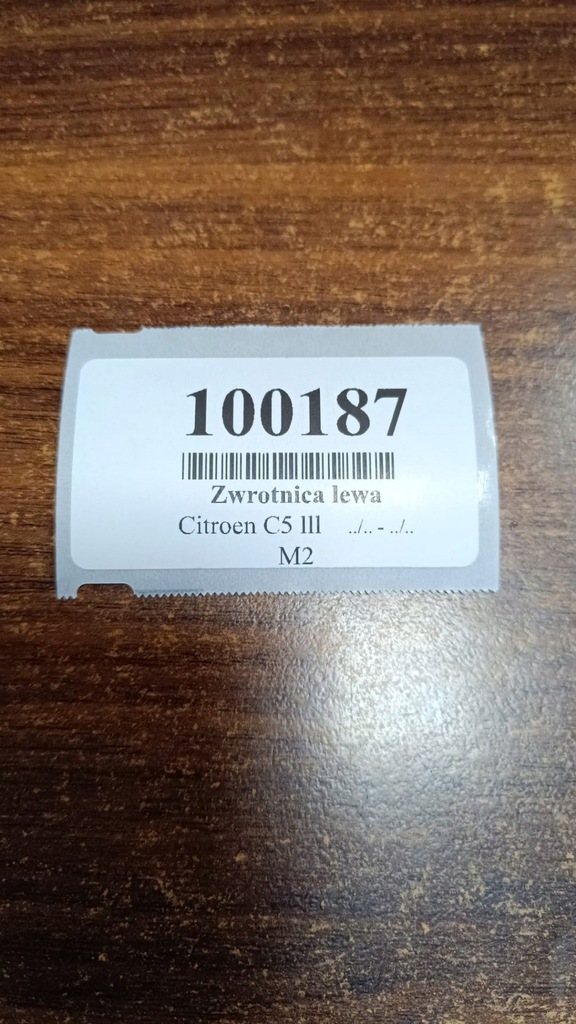 100187
Zwrotnica lewa
Citroen C5 lll ../.. - ../..
M2